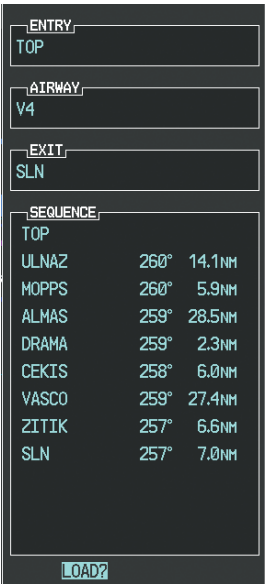 ENTRY
TOP
AIRWAY
V4
EXIT
SLN
SEQUENCE
TOP
ULNAZ 260° 14.1NM
MOPPS 260° 5.9NM
ALMAS 259° 28.5NM
DRAMA 259° 2.3NM
CEKIS 258° 6.0NM
VASCO 259° 27.4NM
ZITIK 257° 6.6NM
SLN 257° 7.0NM
LOAD?